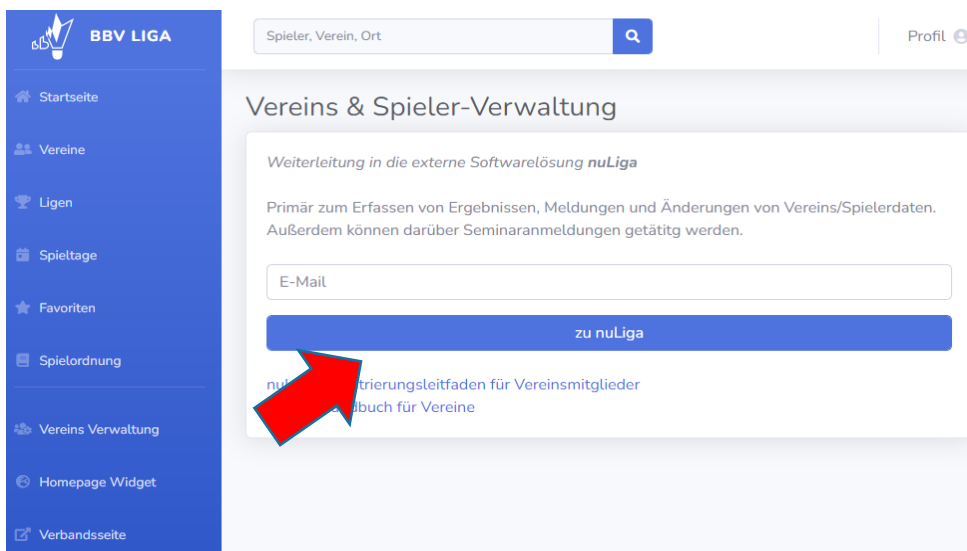 BBV LIGA
Spieler, Verein, Ort
Profil
Startseite
Vereine
Ligen
Spieltage
Favoriten
Spielordnung
Vereins Verwaltung
Homepage Widget
Verbandsseite
Vereins & Spieler-Verwaltung
Weiterleitung in die externe Softwarelösung nuLiga
Primär zum Erfassen von Ergebnissen, Meldungen und Änderungen von Vereins/Spielerdaten.
Außerdem können darüber Seminaranmeldungen getätitg werden.
E-Mail
zu nuLiga
für Vereinsmitglieder
für Vereine